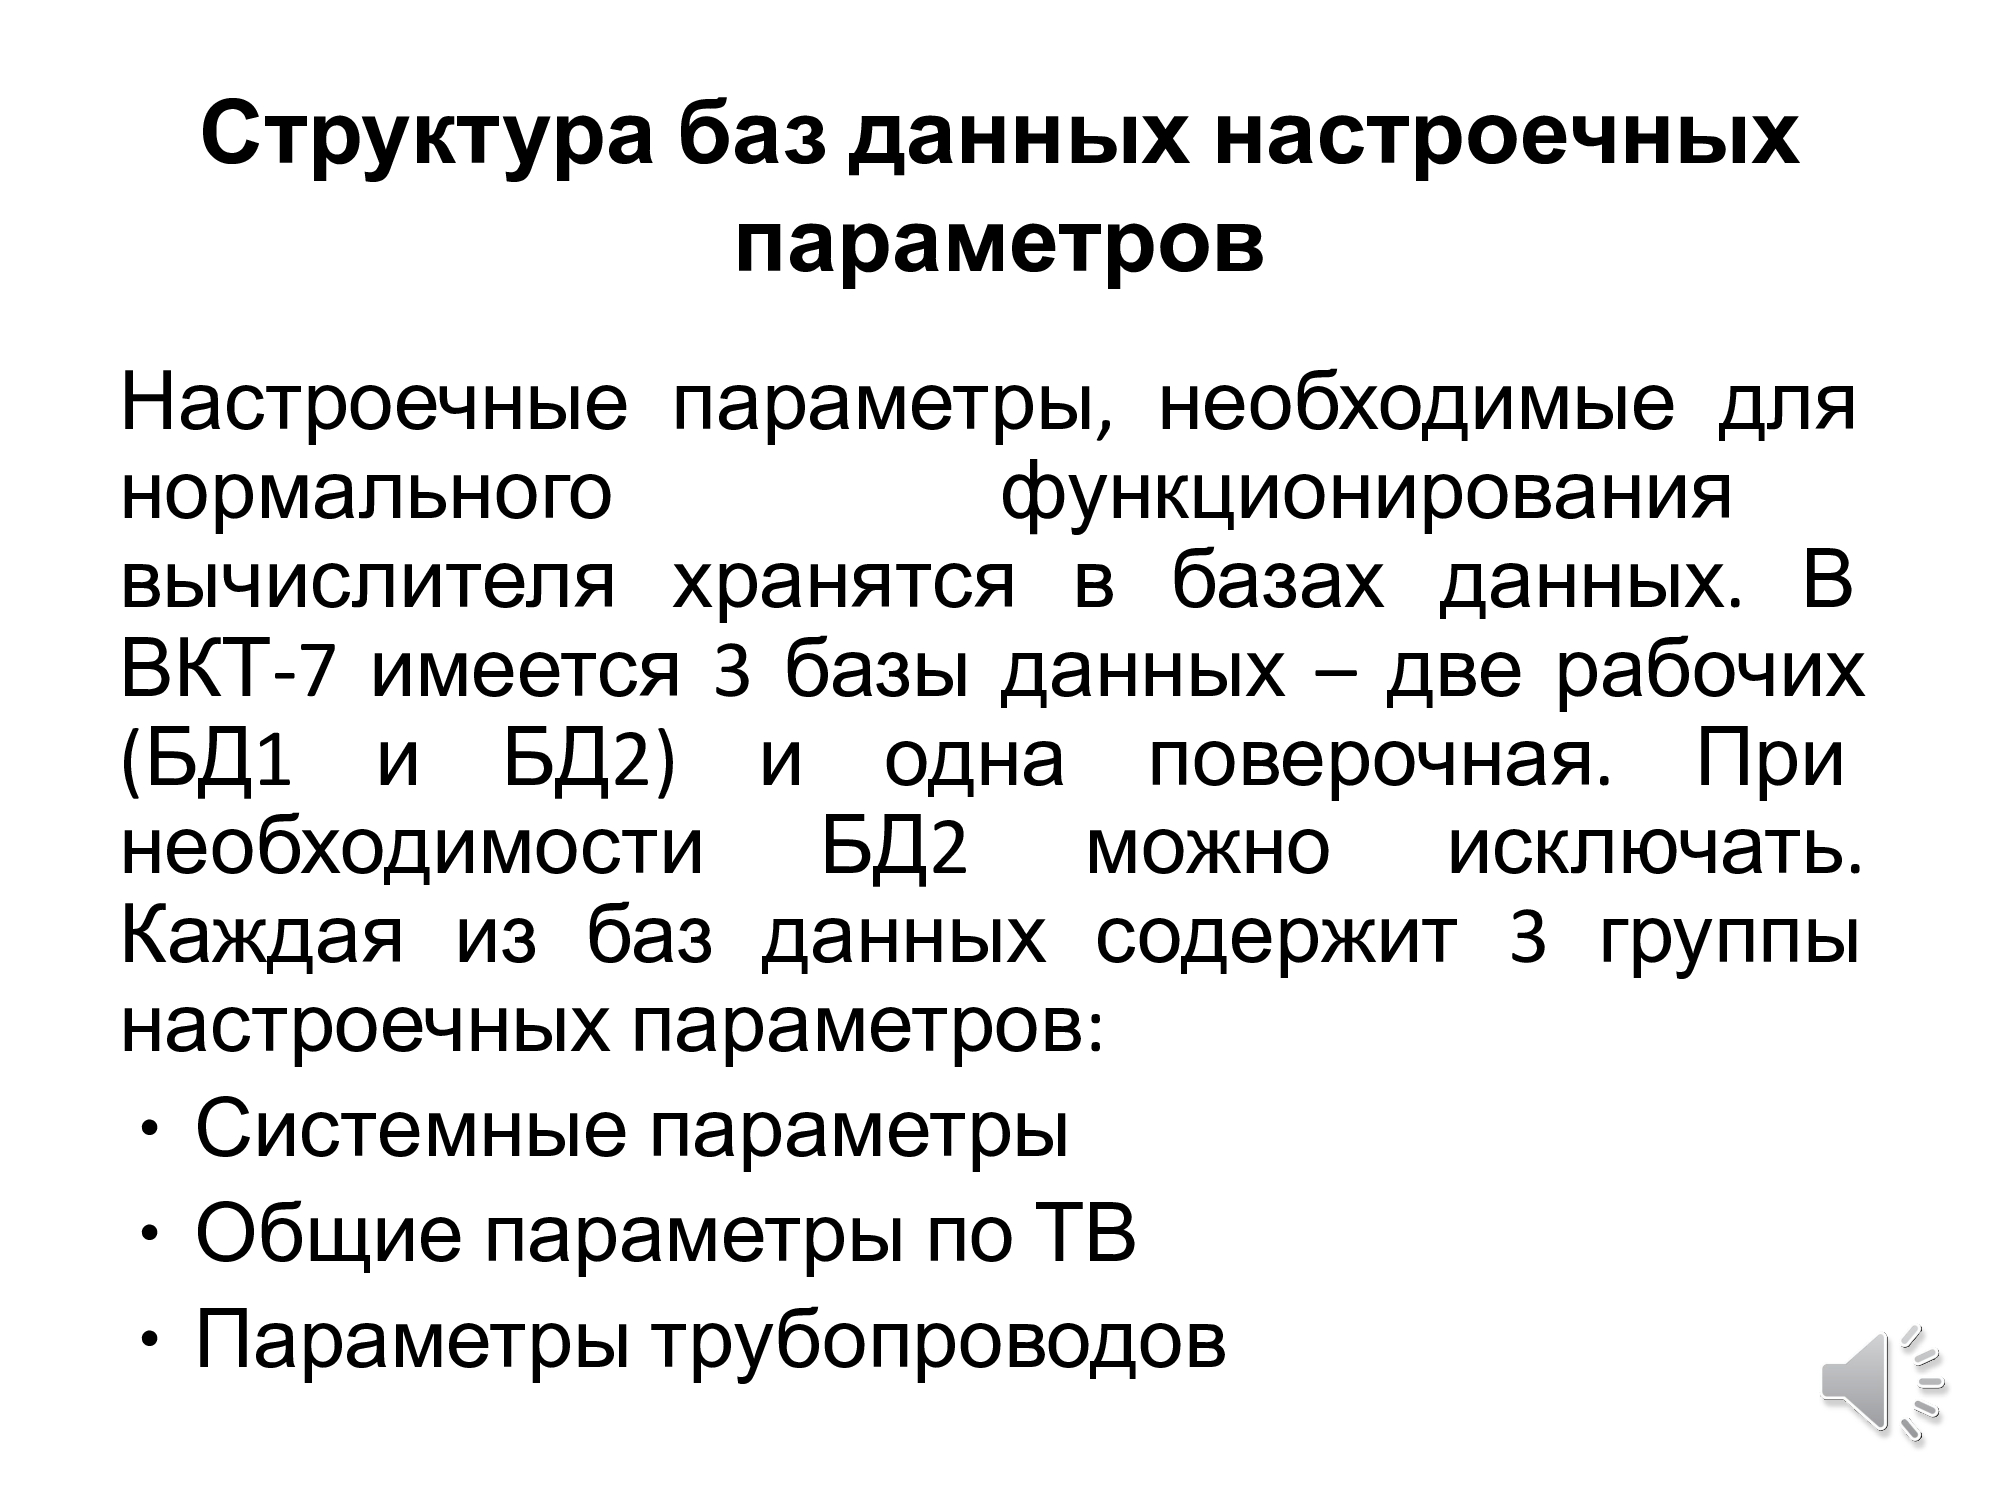 Структура баз данных настроечных
параметров
Настроечные параметры, необходимые для
нормального функционирования
вычислителя хранятся в базах данных. В
ВКТ-7 имеется 3 базы данных – две рабочих
(БД1 и БД2) и одна поверочная. При
необходимости БД2 можно исключать.
Каждая из баз данных содержит 3 группы
настроечных параметров:
• Системные параметры
• Общие параметры по ТВ
• Параметры трубопроводов